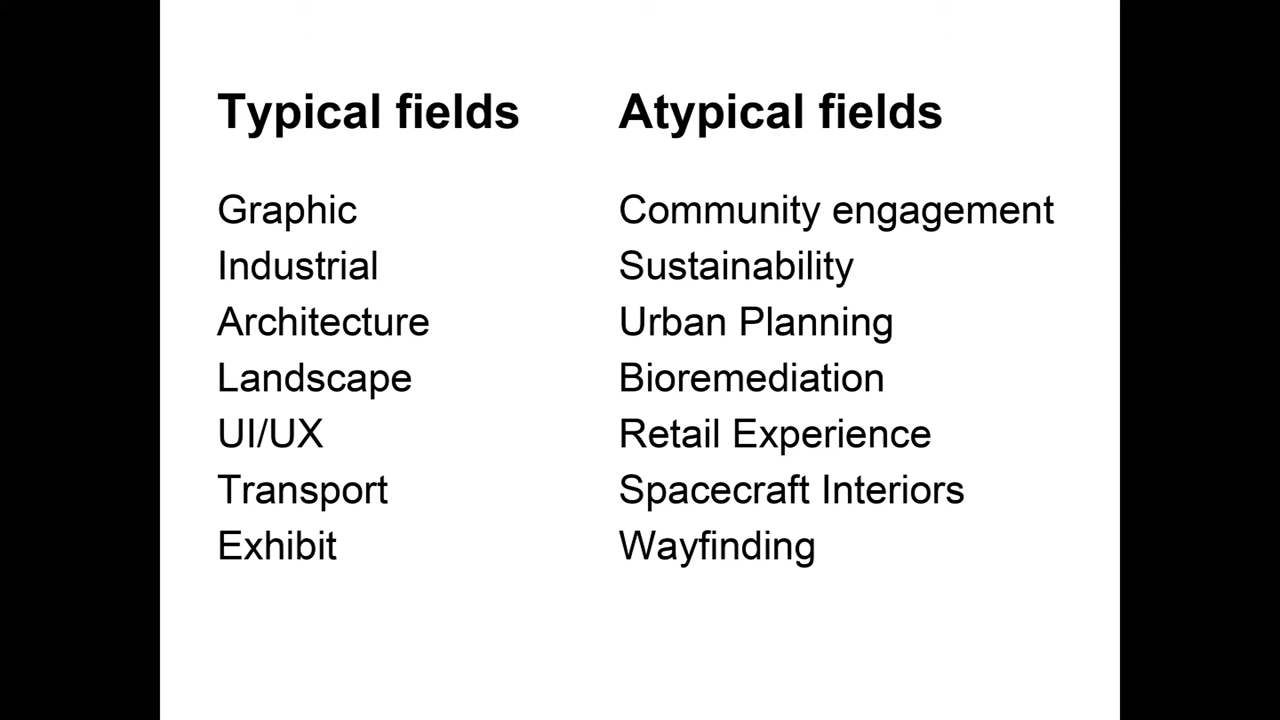 Typical fields
Graphic
Industrial
Architecture
Landscape
UI/UX
Transport
Exhibit
Atypical fields
Community engagement
Sustainability
Urban Planning
Bioremediation
Retail Experience
Spacecraft Interiors
Wayfinding